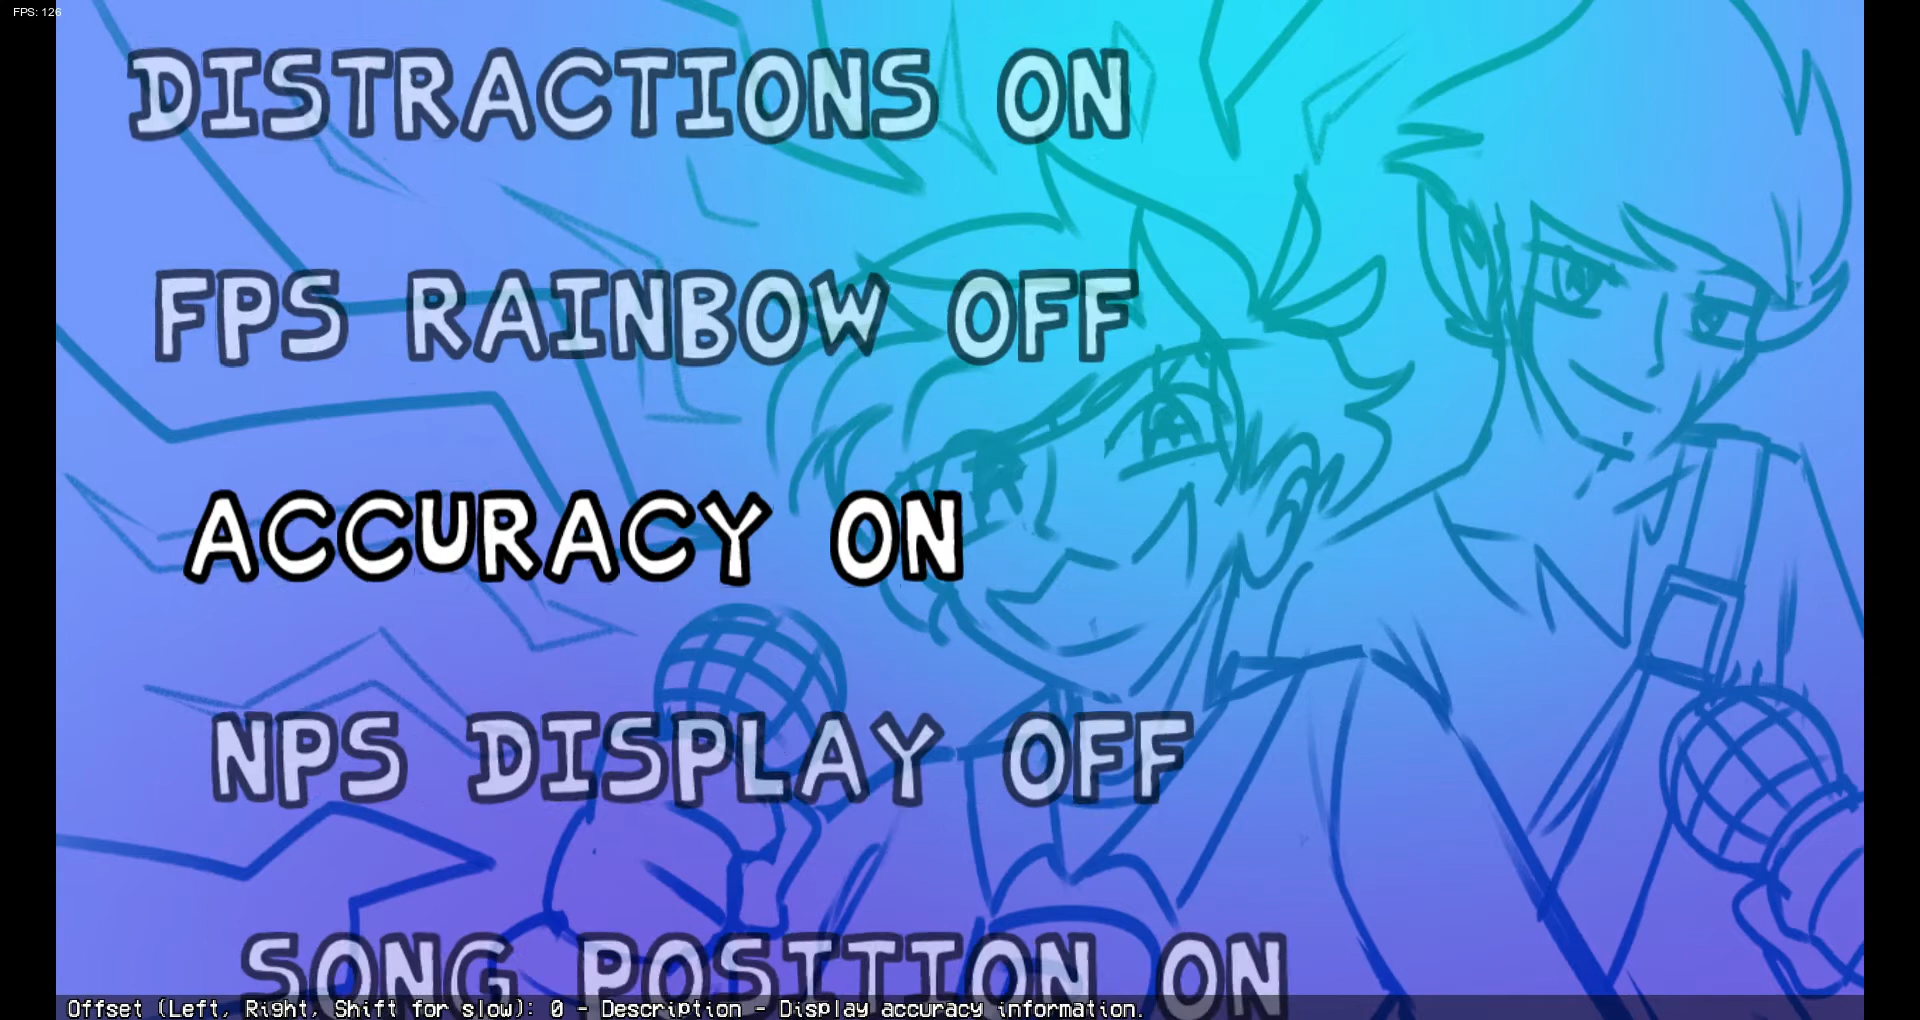 FPS: 126
DISTRACTIONS ON
FPS RAINBOW OFF
ACCURACY ON
NPS DISPLAY OFF
SONG POSITION ON
Offset (Left, Right, Shift for slow): 0 - Description - Display accuracy information.